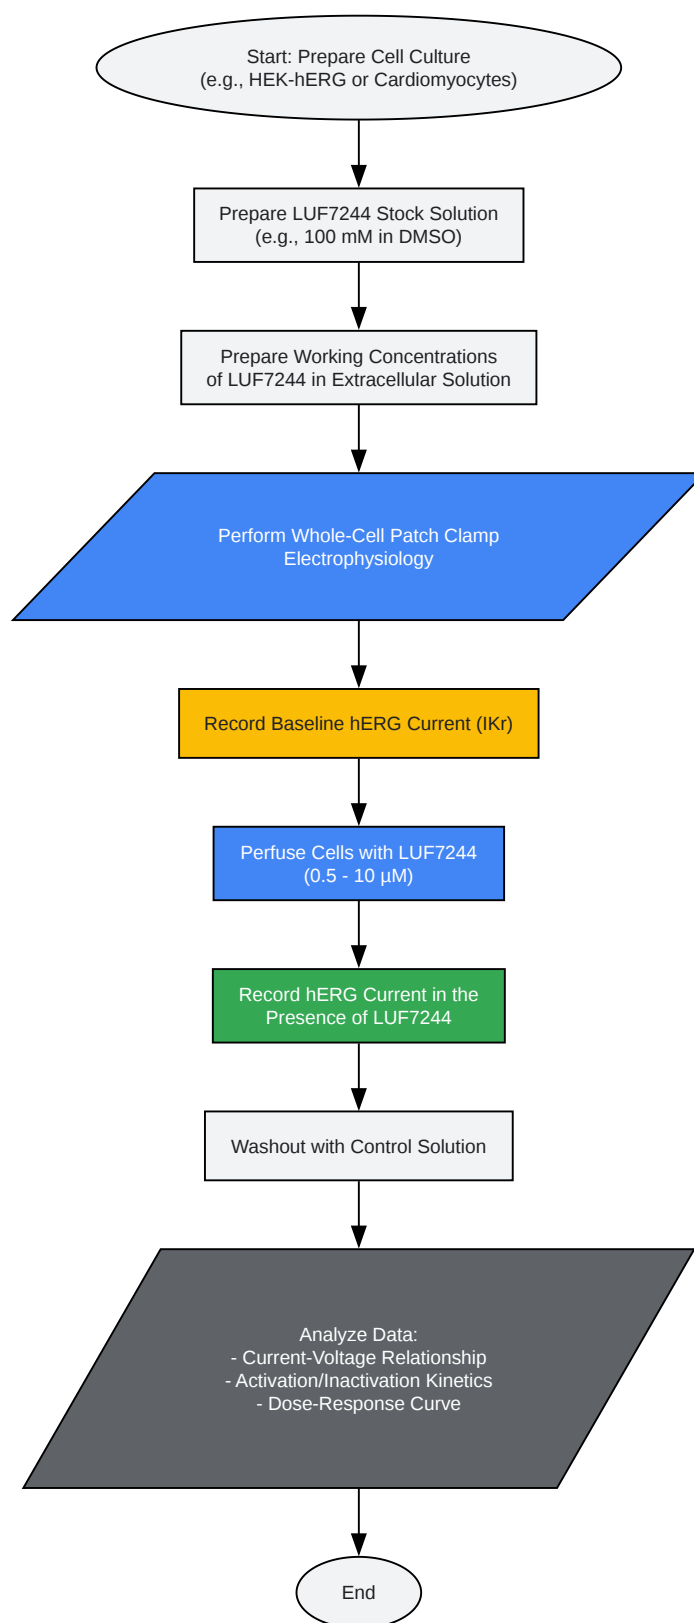 Start: Prepare Cell Culture
(e.g., HEK-hERG or Cardiomyocytes)
Prepare LUF7244 Stock Solution
(e.g., 100 mM in DMSO)
Prepare Working Concentrations
of LUF7244 in Extracellular Solution
Perform Whole-Cell Patch Clamp
Electrophysiology
Record Baseline hERG Current (IKr)
Perfuse Cells with LUF7244
(0.5 - 10 µM)
Record hERG Current in the
Presence of LUF7244
Washout with Control Solution
Analyze Data:
- Current-Voltage Relationship
- Activation/Inactivation Kinetics
- Dose-Response Curve
End